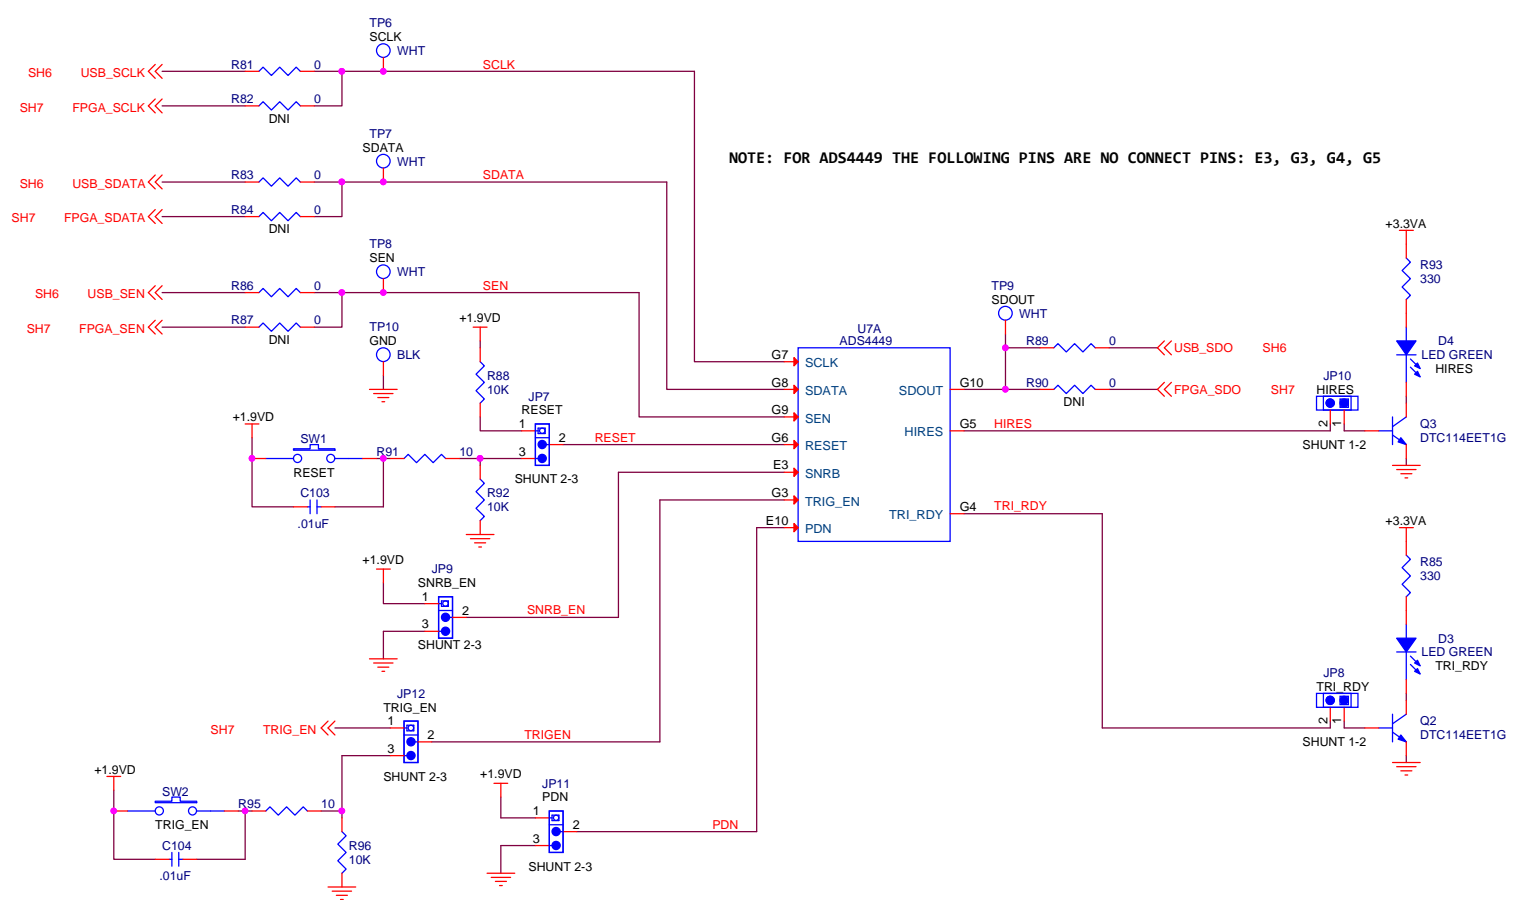 TP6
SCLK
WHT
SH6 USB_SCLK R81 0 SCLK
SH7 FPGA_SCLK R82 0
DNI
TP7
SDATA
WHT
NOTE: FOR ADS4449 THE FOLLOWING PINS ARE NO CONNECT PINS: E3, G3, G4, G5
SH6 USB_SDATA R83 0 SDATA
SH7 FPGA_SDATA R84 0
DNI
TP8
SEN
WHT
SH6 USB_SEN R86 0 SEN
SH7 FPGA_SEN R87 0
DNI
TP10
GND
BLK
+1.9VD
R88
10K
JP7
RESET
1
2
3
SHUNT 2-3
RESET
+1.9VD
SW1
RESET
R91 10
C103
.01uF
R92
10K
+1.9VD
JP9
SNRB_EN
1
2
3
SHUNT 2-3
SNRB_EN
JP12
TRIG_EN
SH7 TRIG_EN
1
2
3
SHUNT 2-3
TRIGEN
+1.9VD
SW2
TRIG_EN
R95 10
C104
.01uF
R96
10K
+1.9VD
JP11
PDN
1
2
3
SHUNT 2-3
PDN
U7A
ADS4449
G7 SCLK
G8 SDATA
G9 SEN
G6 RESET
E3 SNRB
G3 TRIG_EN
E10 PDN
SDOUT G10
HIRES G5 HIRES
TRI_RDY G4 TRI_RDY
TP9
SDOUT
WHT
R89 0 USB_SDO SH6
R90 0 FPGA_SDO SH7
DNI
+3.3VA
R93
330
D4
LED GREEN
HIRES
JP10
HIRES
2 1
SHUNT 1-2
Q3
DTC114EET1G
+3.3VA
R85
330
D3
LED GREEN
TRI_RDY
JP8
TRI_RDY
2 1
SHUNT 1-2
Q2
DTC114EET1G